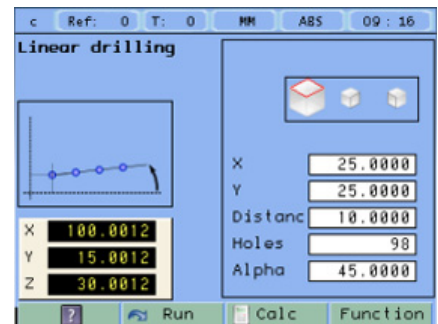 c Ref: 0 T: 0 MM ABS 09 : 16
Linear drilling
X 25.0000
Y 25.0000
Distanc 10.0000
Holes 98
Alpha 45.0000
X 100.0012
Y 15.0012
Z 30.0012
? Run Calc Function